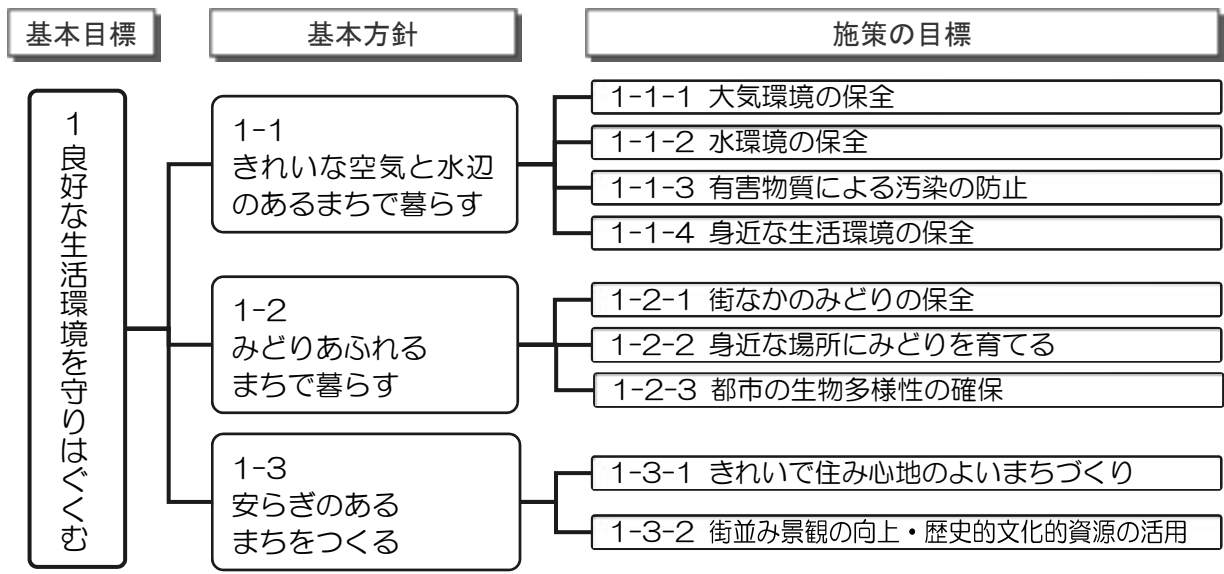 基本目標
基本方針
施策の目標
1 良好な生活環境を守りはぐくむ
1-1
きれいな空気と水辺
のあるまちで暮らす
1-1-1 大気環境の保全
1-1-2 水環境の保全
1-1-3 有害物質による汚染の防止
1-1-4 身近な生活環境の保全
1-2
みどりあふれる
まちで暮らす
1-2-1 街なかのみどりの保全
1-2-2 身近な場所にみどりを育てる
1-2-3 都市の生物多様性の確保
1-3
安らぎのある
まちをつくる
1-3-1 きれいで住み心地のよいまちづくり
1-3-2 街並み景観の向上・歴史的文化的資源の活用